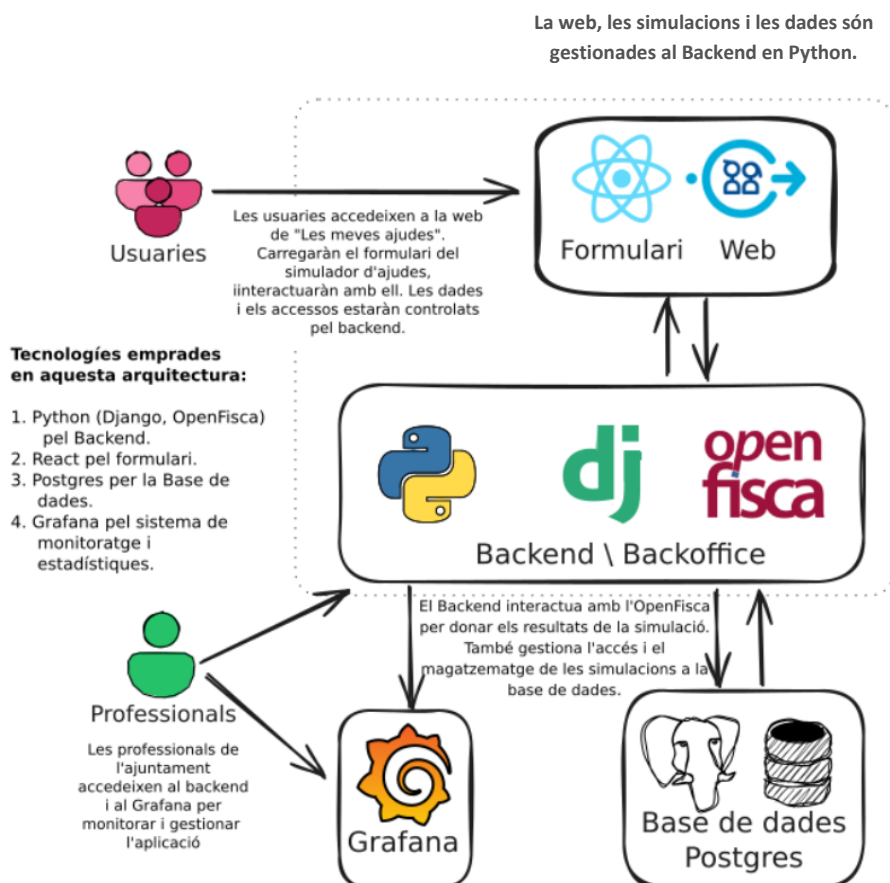 La web, les simulacions i les dades són
gestionades al Backend en Python.
Usuaries
Les usuaries accedeixen a la web
de "Les meves ajudes".
Carregaràn el formulari del
simulador d'ajudes,
iinteractuaràn amb ell. Les dades
i els accessos estaràn controlats
pel backend.
Formulari
Web
Tecnologíes emprades
en aquesta arquitectura:
1. Python (Django, OpenFisca)
pel Backend.
2. React pel formulari.
3. Postgres per la Base de
dades.
4. Grafana pel sistema de
monitoratge i
estadístiques.
dj
open
fisca
Backend \ Backoffice
El Backend interactua amb l'OpenFisca
per donar els resultats de la simulació.
També gestiona l'accés i el
magatzematge de les simulacions a la
base de dades.
Professionals
Les professionals de
l'ajuntament
accedeixen al backend
i al Grafana per
monitorar i gestionar
l'aplicació
Grafana
Base de dades
Postgres